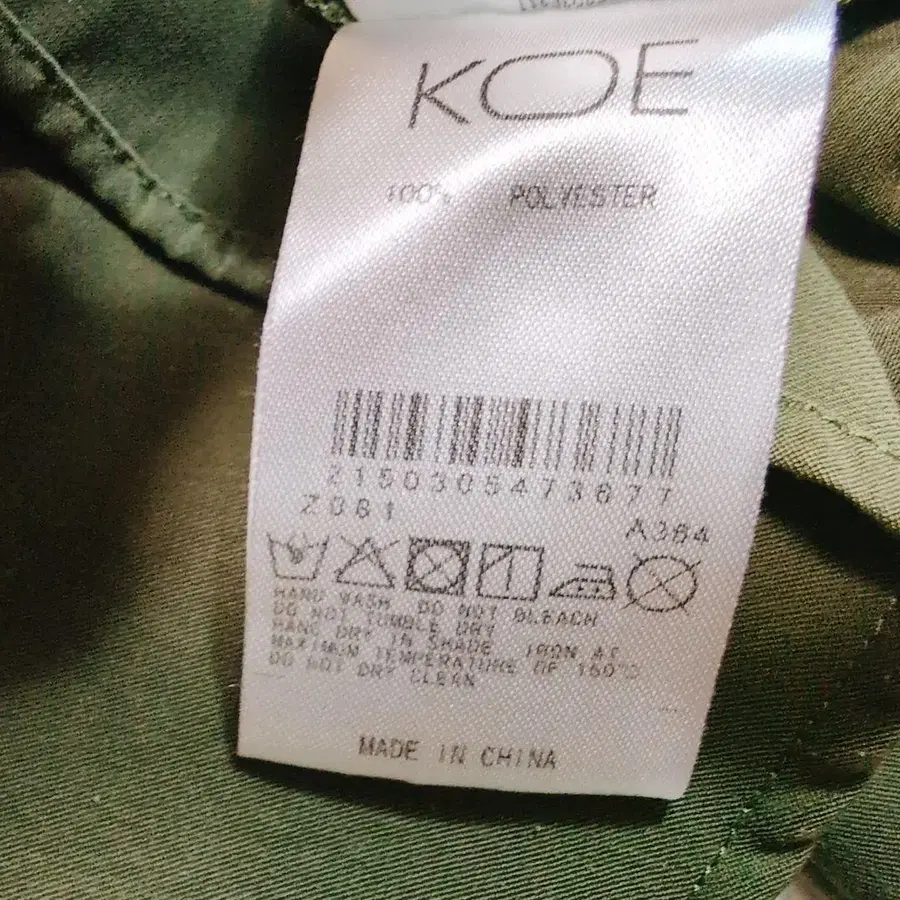 KOE
100% POLYESTER
2150305473677
Z081
A384
HAND WASH DO NOT BLEACH
DO NOT TUMBLE DRY
HANG DRY IN SHADE IRON AT
MAXIMUM TEMPERATURE OF 150°C
DO NOT DRY CLEAN
MADE IN CHINA